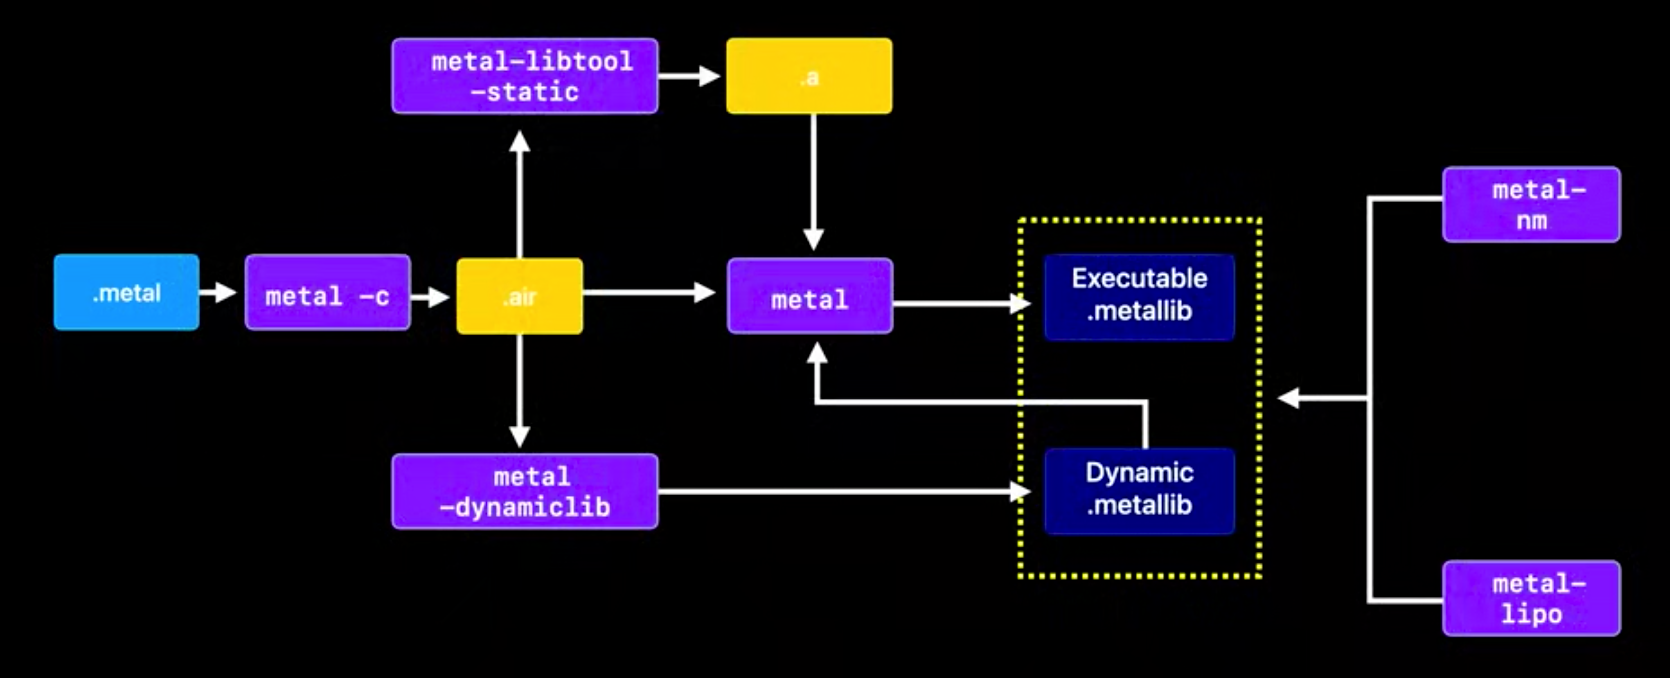 metal-libtool
-static
.a
metal-
nm
.metal
metal -c
.air
metal
Executable
.metallib
metal
-dynamiclib
Dynamic
.metallib
metal-
lipo